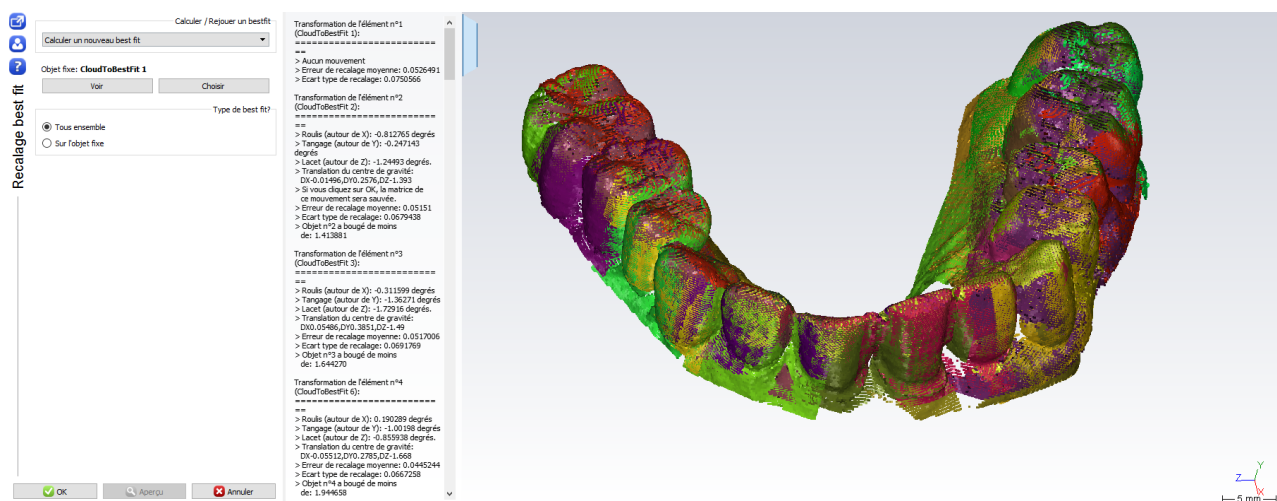 Calculer / Rejouer un bestfit
Calculer un nouveau best fit
Objet fixe: CloudToBestFit 1
Voir
Choisir
Type de best fit?
Tous ensemble
Sur l'objet fixe
Recalage best fit
OK
Aperçu
Annuler
Transformation de l'élément n°1
(CloudToBestFit 1):
==========================
==
> Aucun mouvement
> Erreur de recalage moyenne: 0.0526491
> Ecart type de recalage: 0.0750566
Transformation de l'élément n°2
(CloudToBestFit 2):
==========================
==
> Roulis (autour de X): -0.812765 degrés
> Tangage (autour de Y): -0.247143
degrés
> Lacet (autour de Z): -1.24493 degrés.
> Translation du centre de gravité:
DX-0.01496,DY0.2576,DZ-1.393
> Si vous cliquez sur OK, la matrice de
ce mouvement sera sauvée.
> Erreur de recalage moyenne: 0.05151
> Ecart type de recalage: 0.0679438
> Objet n°2 a bougé de moins
de: 1.413881
Transformation de l'élément n°3
(CloudToBestFit 3):
==========================
==
> Roulis (autour de X): -0.311599 degrés
> Tangage (autour de Y): -1.36271 degrés
> Lacet (autour de Z): -1.72916 degrés.
> Translation du centre de gravité:
DX0.05486,DY0.3851,DZ-1.49
> Erreur de recalage moyenne: 0.0517006
> Ecart type de recalage: 0.0691769
> Objet n°3 a bougé de moins
de: 1.644270
Transformation de l'élément n°4
(CloudToBestFit 6):
==========================
==
> Roulis (autour de X): 0.190289 degrés
> Tangage (autour de Y): -1.00198 degrés
> Lacet (autour de Z): -0.855938 degrés.
> Translation du centre de gravité:
DX-0.05512,DY0.2785,DZ-1.668
> Erreur de recalage moyenne: 0.0445244
> Ecart type de recalage: 0.0667258
> Objet n°4 a bougé de moins
de: 1.944658
Y
Z
X
5 mm